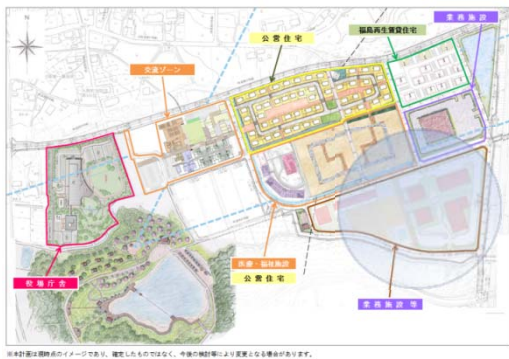 業務施設
福島再生賃貸住宅
公営住宅
交流ゾーン
役場庁舎
医療・福祉施設
公営住宅
業務施設等
※本計画は現時点のイメージであり、確定したものではなく、今後の検討等により変更となる場合があります。